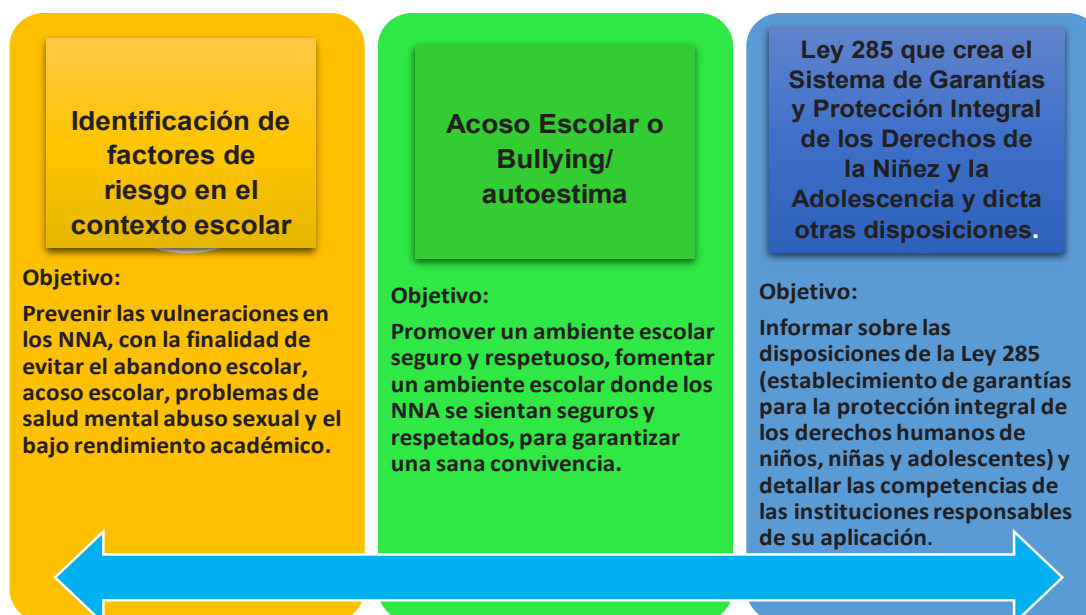 Identificación de
factores de
riesgo en el
contexto escolar
Objetivo:
Prevenir las vulneraciones en
los NNA, con la finalidad de
evitar el abandono escolar,
acoso escolar, problemas de
salud mental abuso sexual y el
bajo rendimiento académico.
Acoso Escolar o
Bullying/
autoestima
Objetivo:
Promover un ambiente escolar
seguro y respetuoso, fomentar
un ambiente escolar donde los
NNA se sientan seguros y
respetados, para garantizar
una sana convivencia.
Ley 285 que crea el
Sistema de Garantías
y Protección Integral
de los Derechos de
la Niñez y la
Adolescencia y dicta
otras disposiciones.
Objetivo:
Informar sobre las
disposiciones de la Ley 285
(establecimiento de garantías
para la protección integral de
los derechos humanos de
niños, niñas y adolescentes) y
detallar las competencias de
las instituciones responsables
de su aplicación.